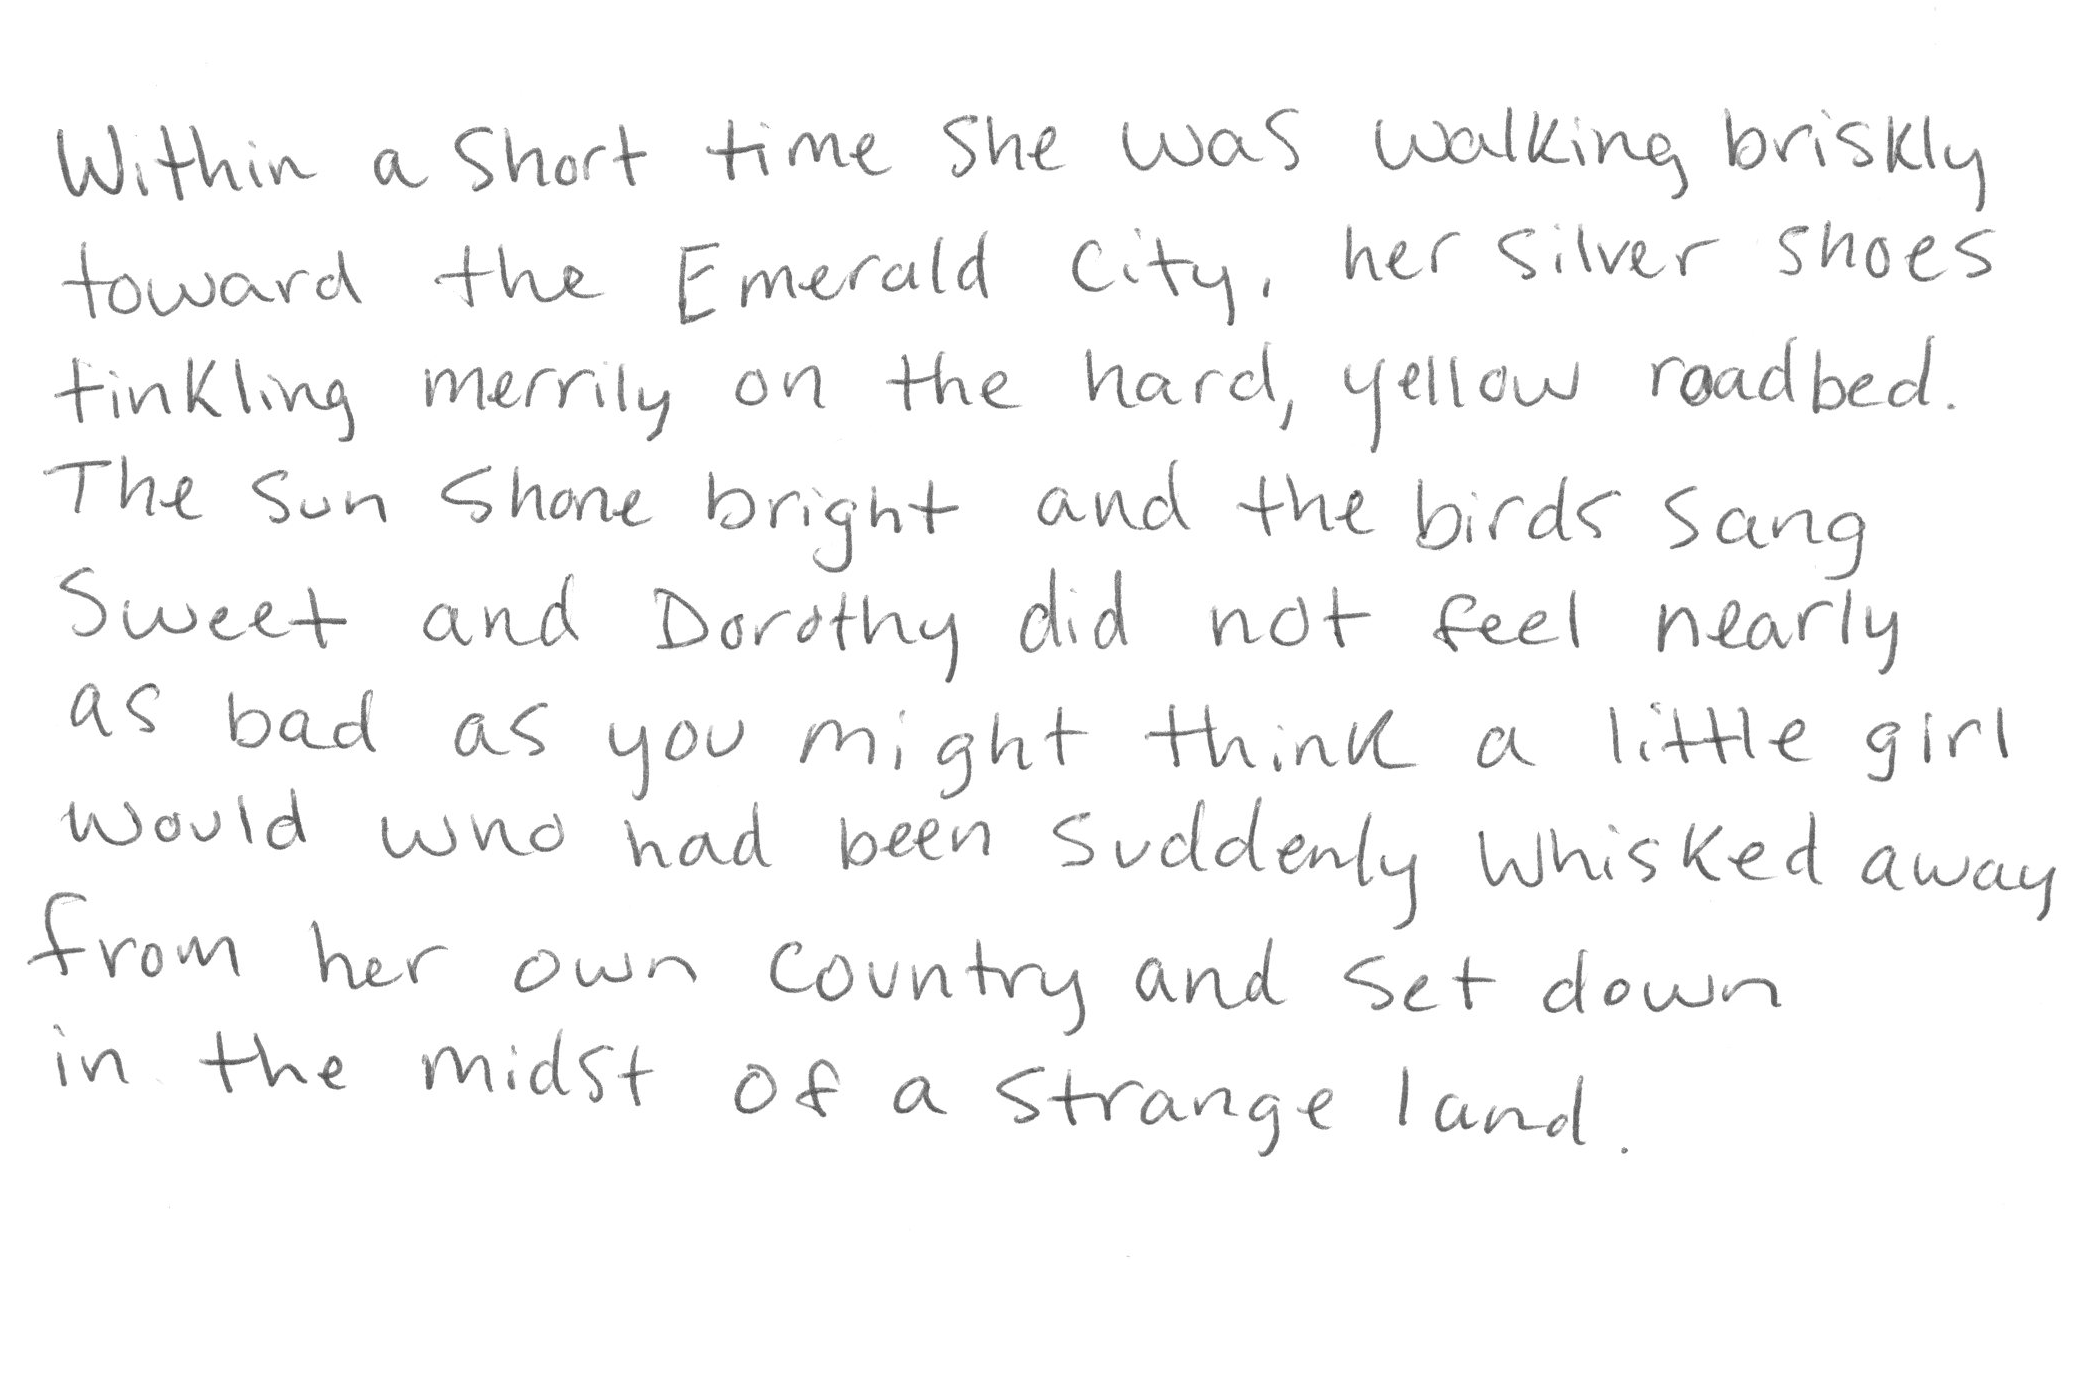 Within a short time she was walking briskly
toward the Emerald City, her silver shoes
tinkling merrily on the hard, yellow roadbed.
The sun shone bright and the birds sang
sweet and Dorothy did not feel nearly
as bad as you might think a little girl
would who had been suddenly whisked away
from her own country and set down
in the midst of a strange land.